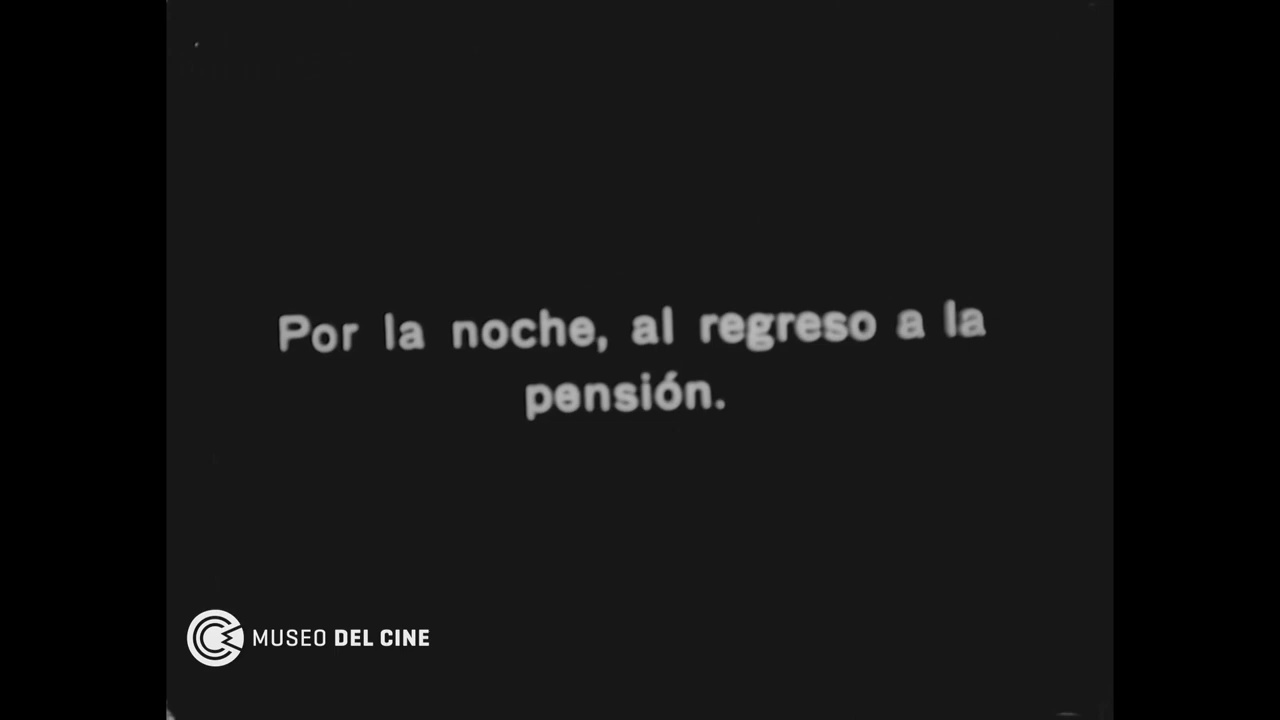 Por la noche, al regreso a la
pensión.
MUSEO DEL CINE